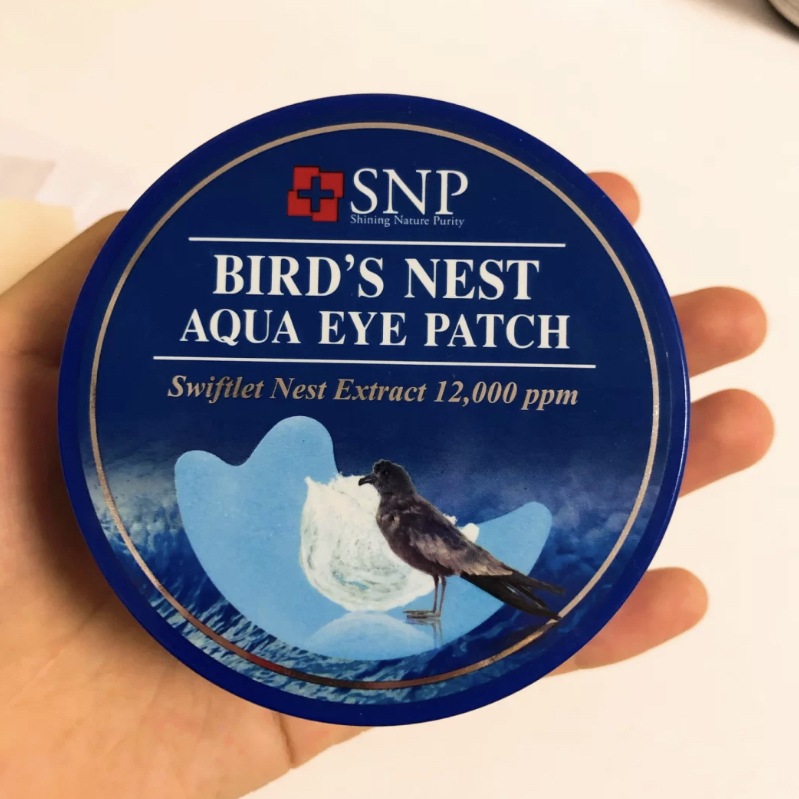 SNP
Shining Nature Purity
BIRD'S NEST
AQUA EYE PATCH
Swiftlet Nest Extract 12,000 ppm